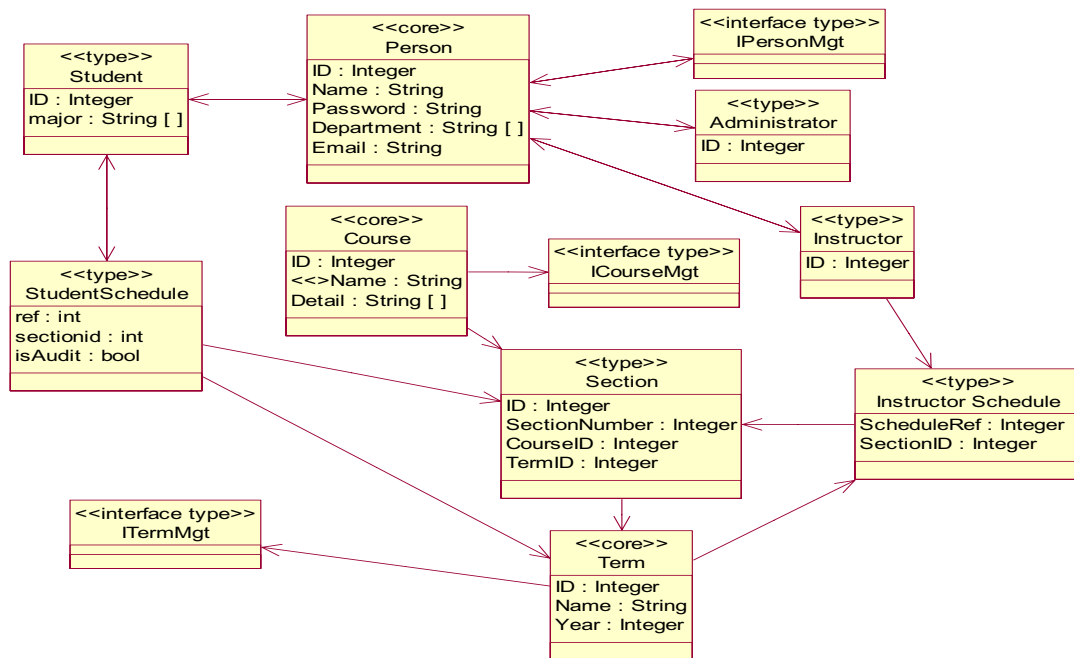 <<type>>
Student
ID : Integer
major : String [ ]
<<core>>
Person
ID : Integer
Name : String
Password : String
Department : String [ ]
Email : String
<<interface type>>
IPersonMgt
<<type>>
Administrator
ID : Integer
<<type>>
Instructor
ID : Integer
<<core>>
Course
ID : Integer
<<>Name : String
Detail : String [ ]
<<interface type>>
ICourseMgt
<<type>>
StudentSchedule
ref : int
sectionid : int
isAudit : bool
<<type>>
Section
ID : Integer
SectionNumber : Integer
CourseID : Integer
TermID : Integer
<<type>>
Instructor Schedule
ScheduleRef : Integer
SectionID : Integer
<<interface type>>
ITermMgt
<<core>>
Term
ID : Integer
Name : String
Year : Integer